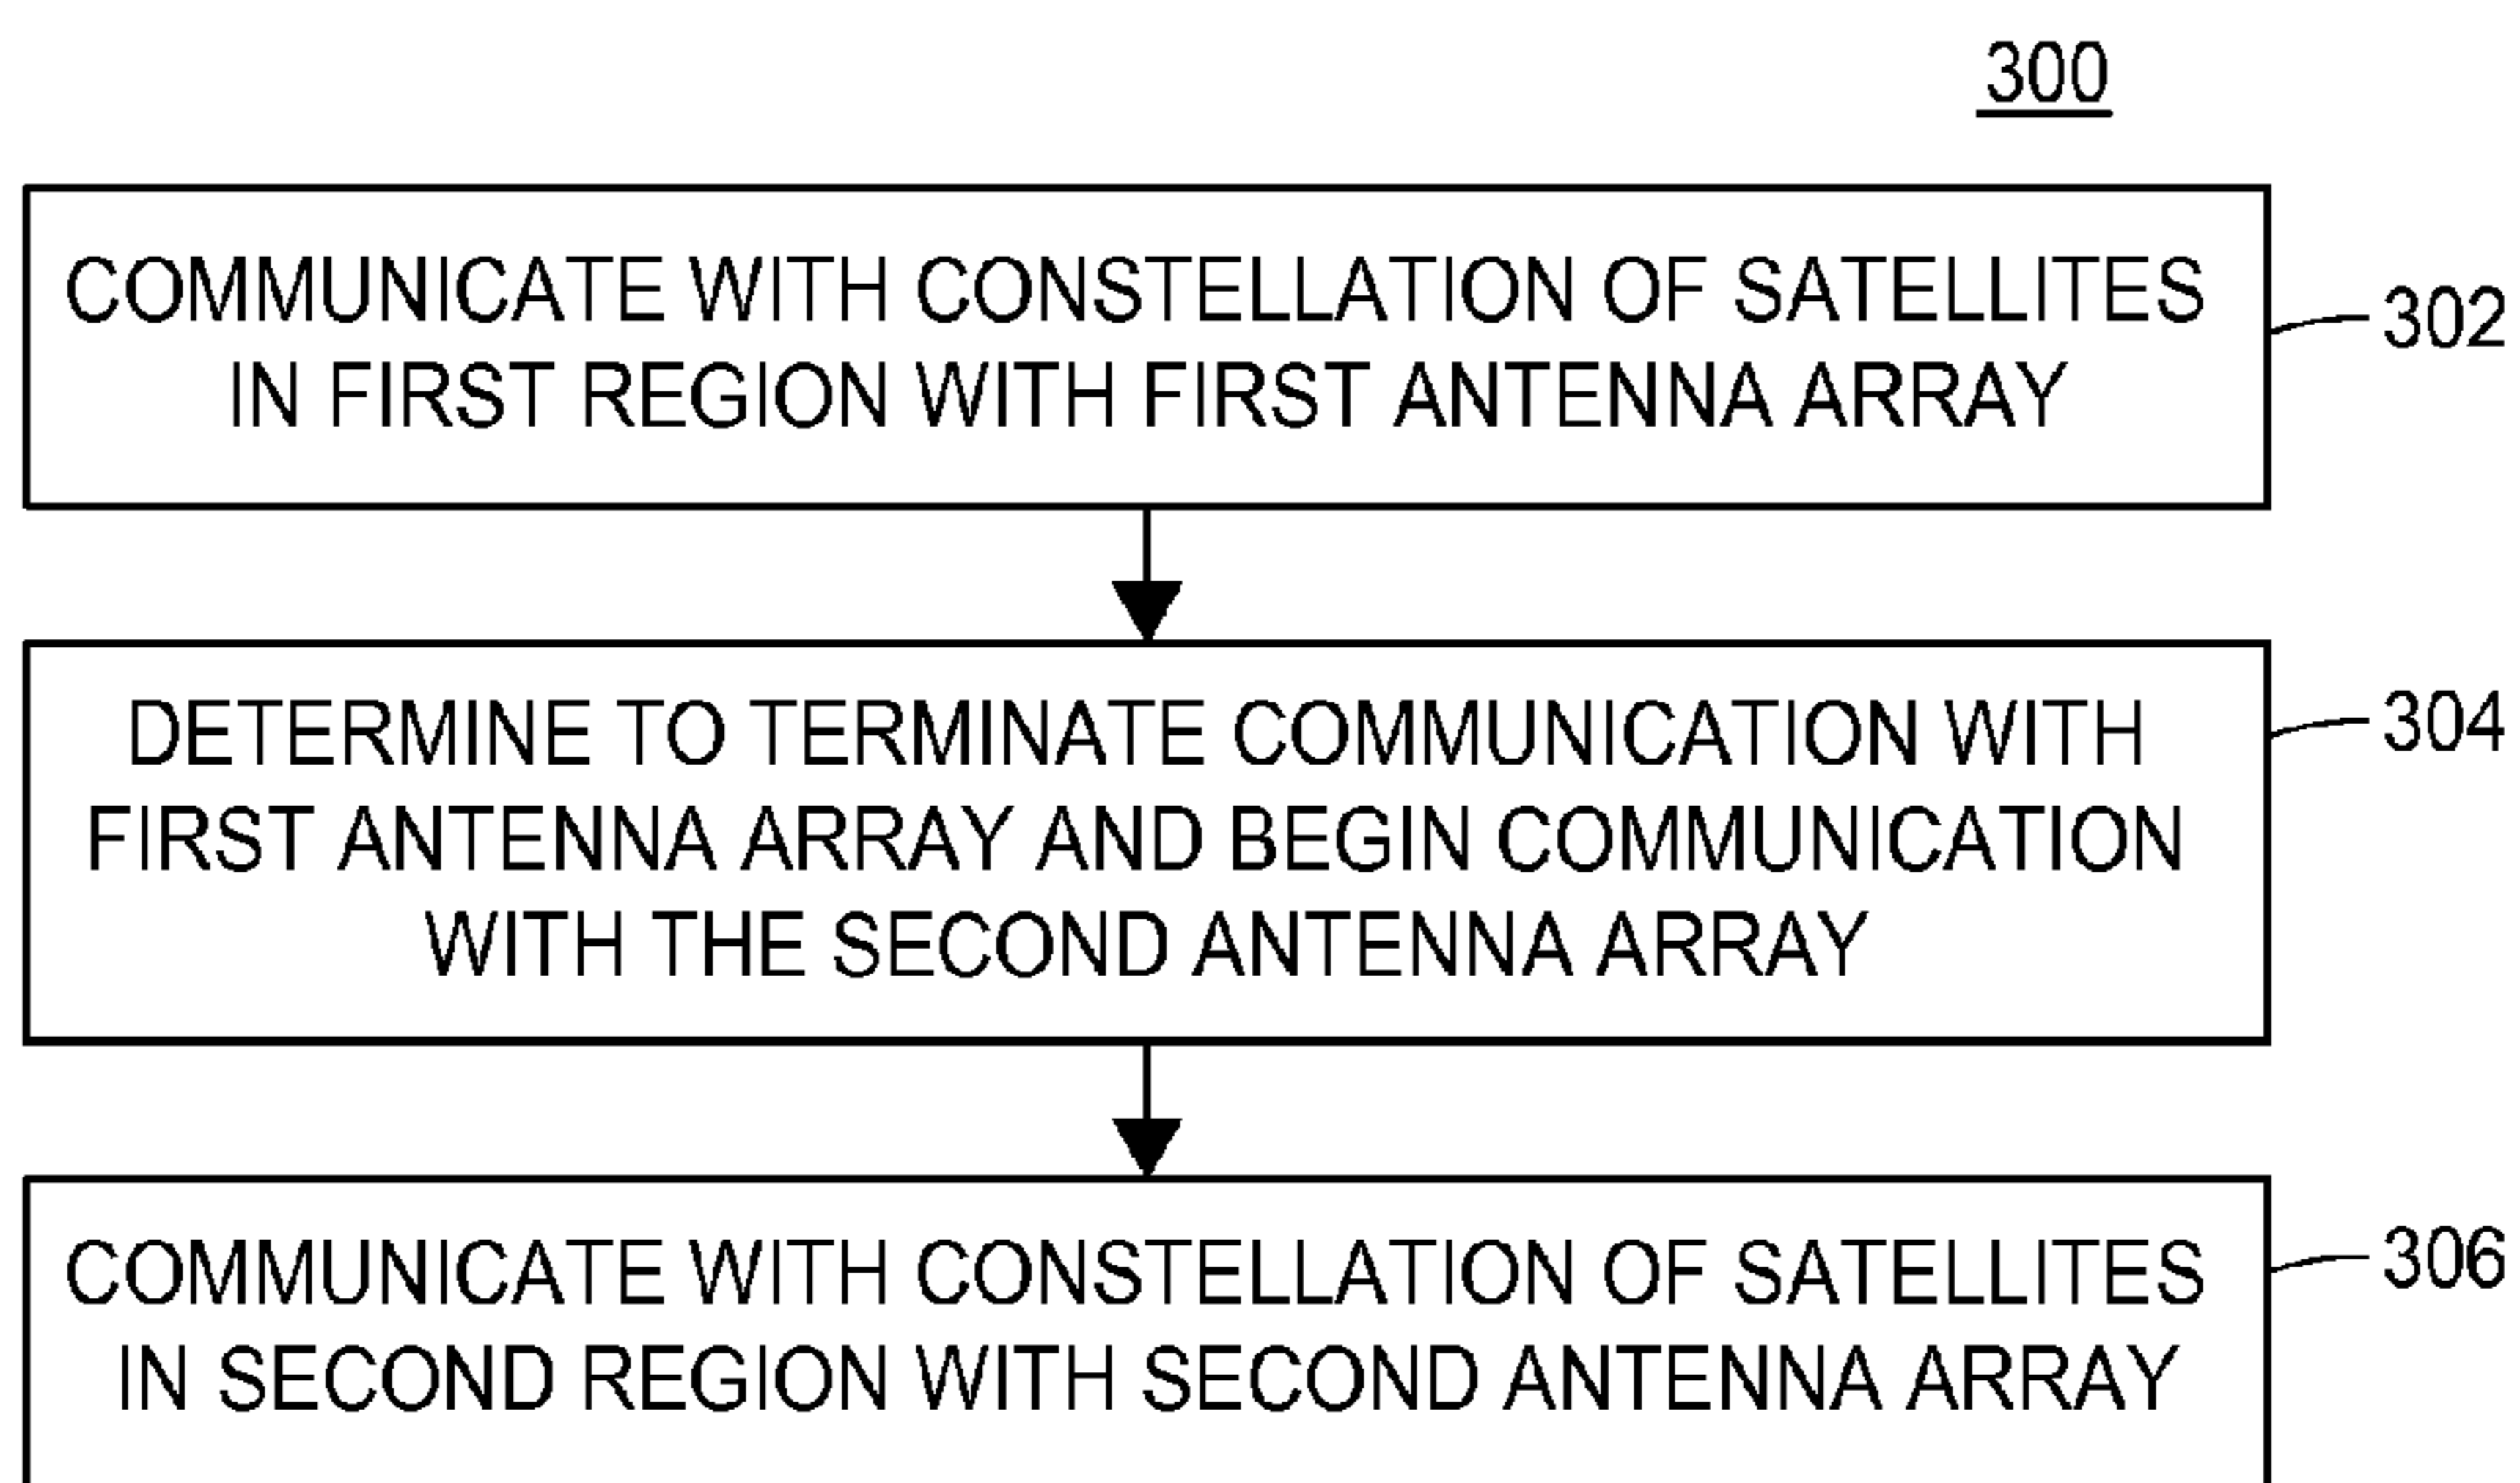 300
COMMUNICATE WITH CONSTELLATION OF SATELLITES
IN FIRST REGION WITH FIRST ANTENNA ARRAY
302
DETERMINE TO TERMINATE COMMUNICATION WITH
FIRST ANTENNA ARRAY AND BEGIN COMMUNICATION
WITH THE SECOND ANTENNA ARRAY
304
COMMUNICATE WITH CONSTELLATION OF SATELLITES
IN SECOND REGION WITH SECOND ANTENNA ARRAY
306